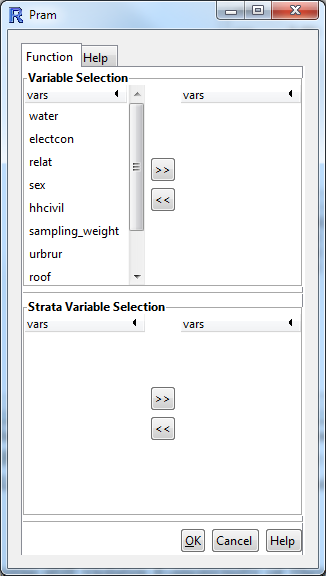 Pram
Function Help
Variable Selection
vars vars
water
electcon
relat
sex
hhcivil
sampling_weight
urbrur
roof
>>
<<
Strata Variable Selection
vars vars
>>
<<
OK Cancel Help